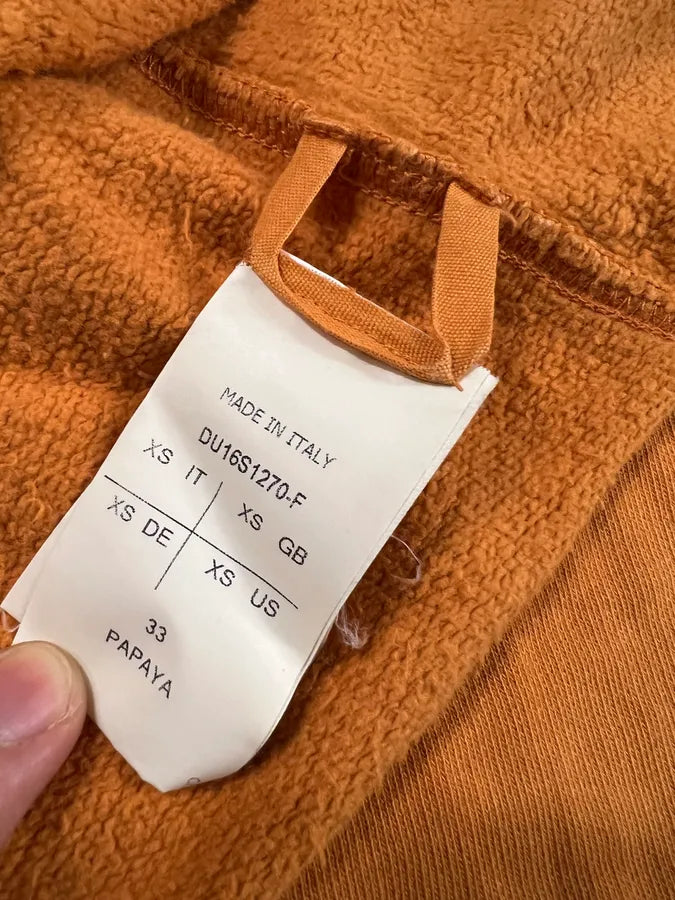 MADE IN ITALY
DU16S1270-F
XS IT
XS GB
XS DE
XS US
33
PAPAYA